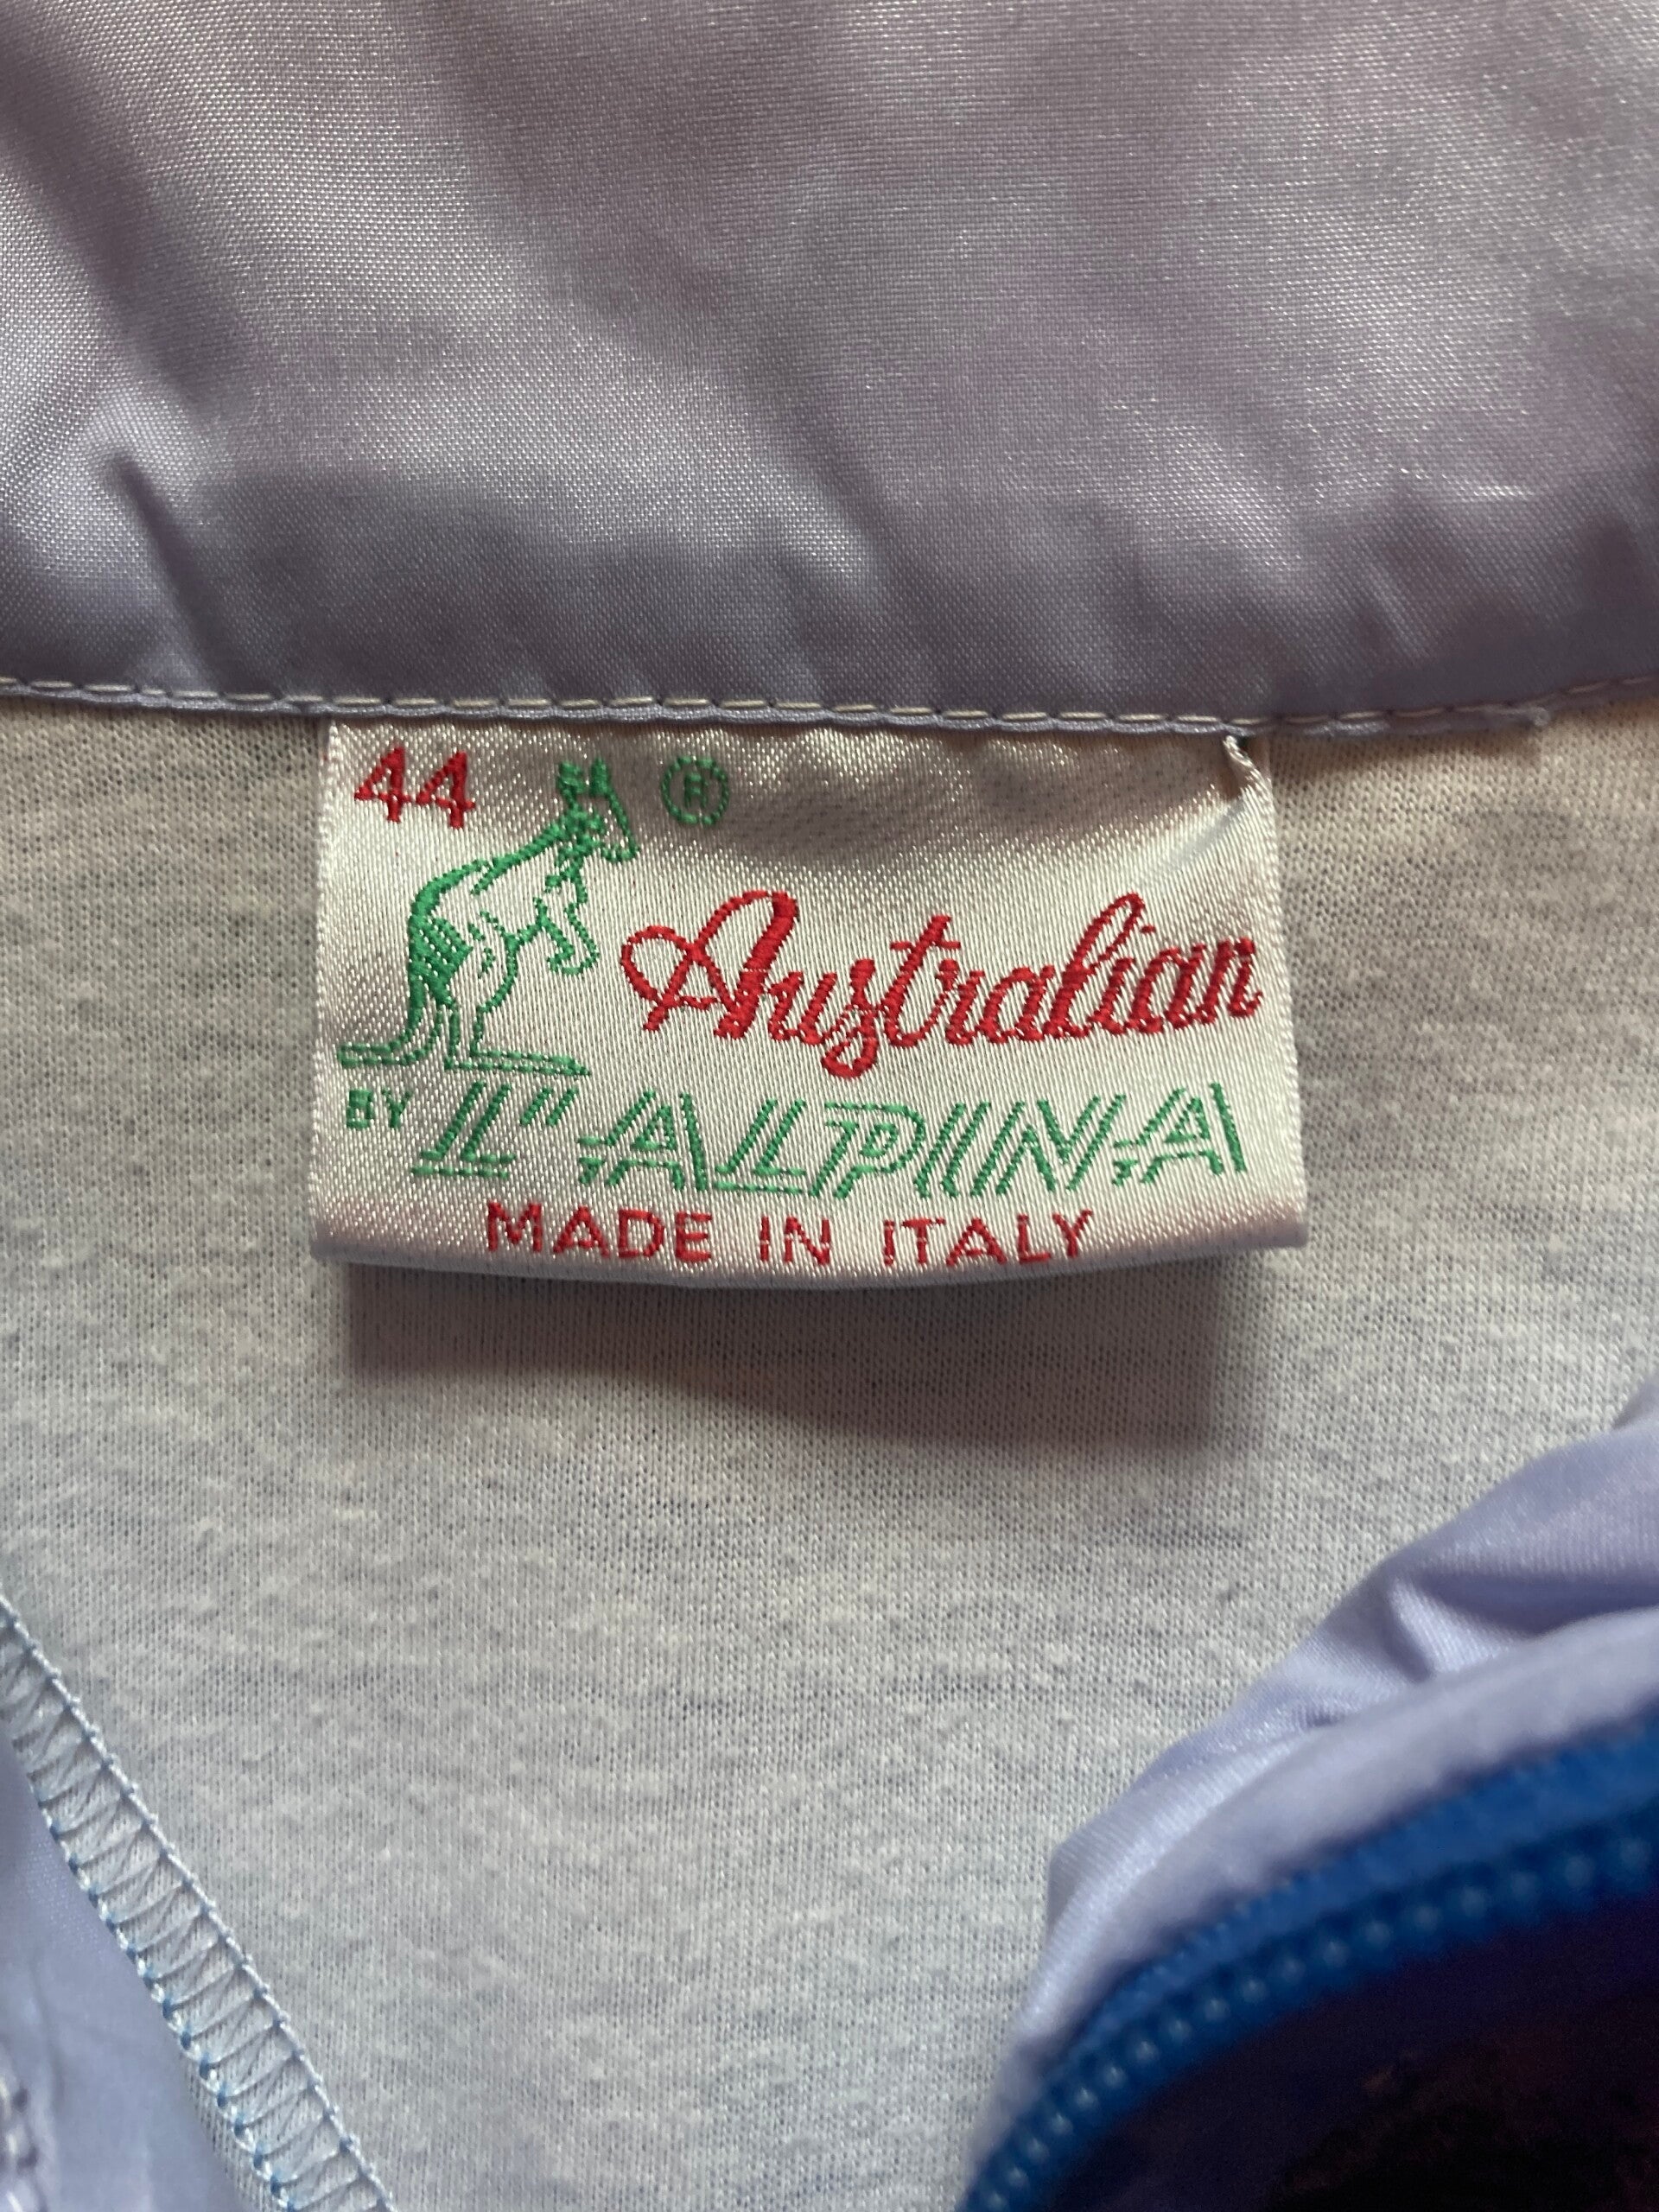 44 ®
Australian
BY L'ALPINA
MADE IN ITALY